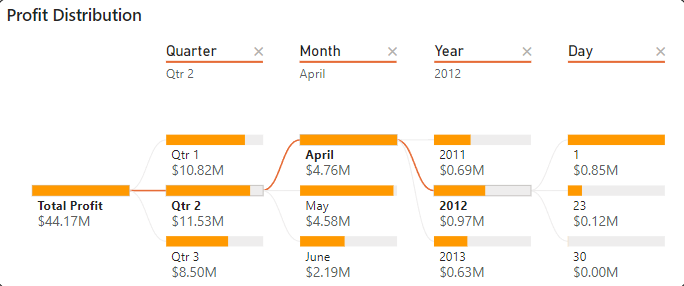 Profit Distribution
Quarter × Month × Year × Day ×
Qtr 2 April 2012
Qtr 1 April 2011 1
$10.82M $4.76M $0.69M $0.85M
Total Profit Qtr 2 May 2012 23
$44.17M $11.53M $4.58M $0.97M $0.12M
Qtr 3 June 2013 30
$8.50M $2.19M $0.63M $0.00M